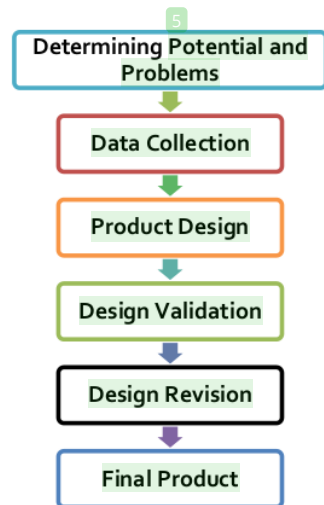 5
Determining Potential and
Problems
Data Collection
Product Design
Design Validation
Design Revision
Final Product